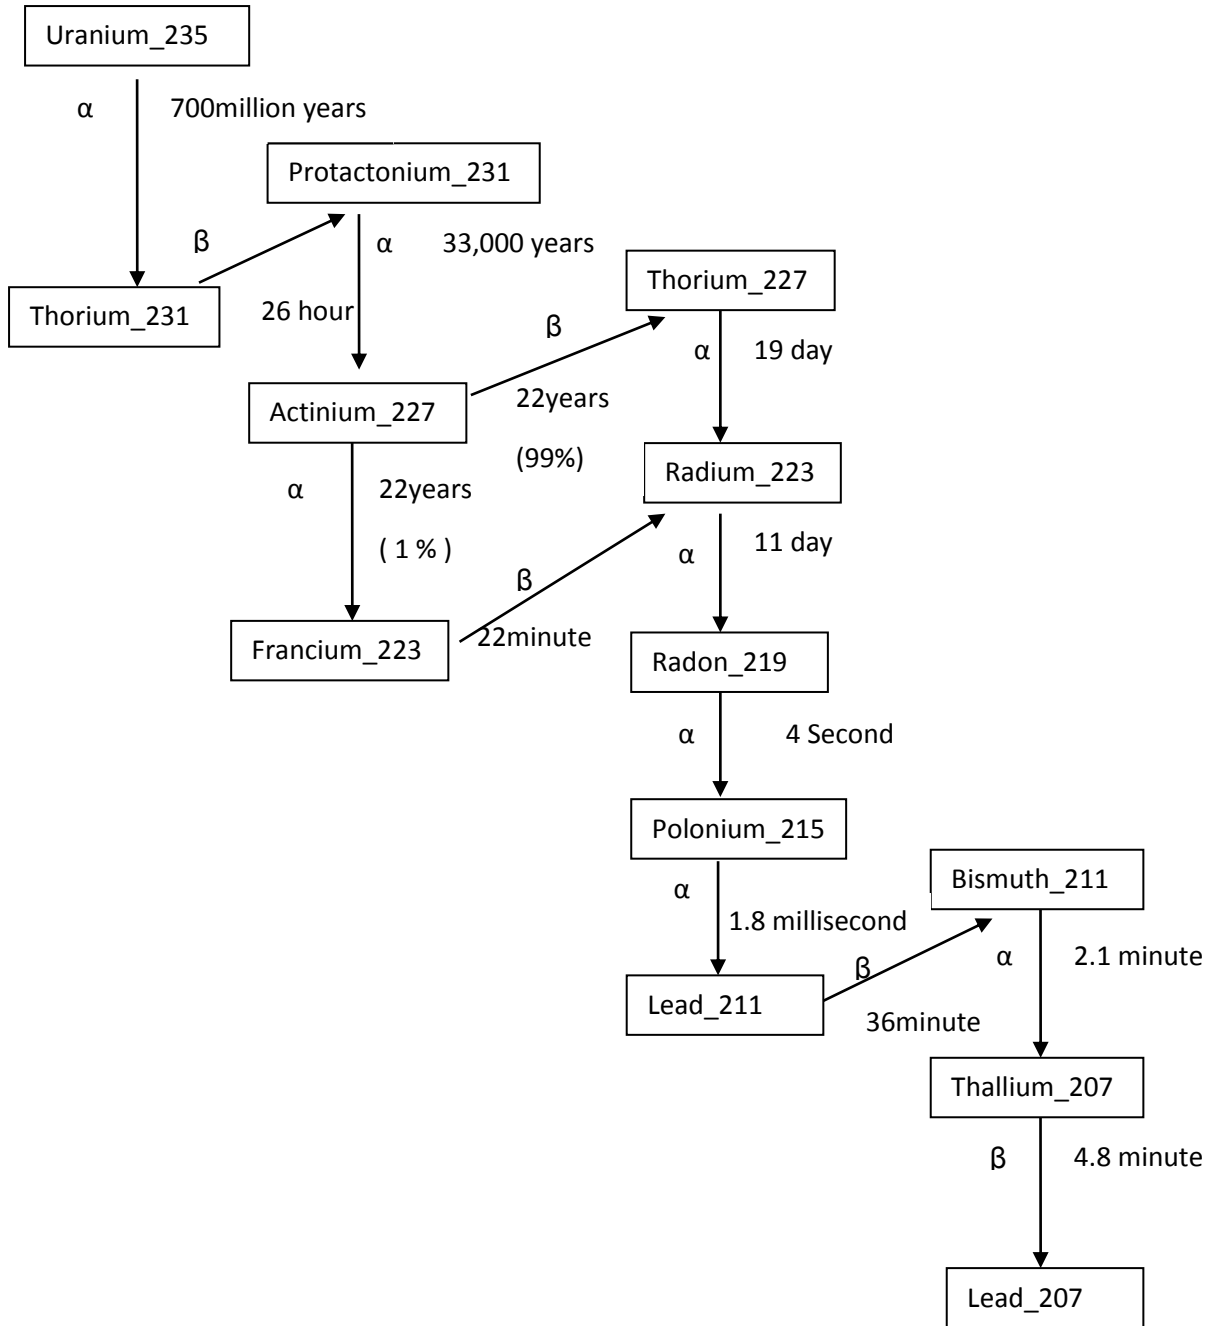 Uranium_235
α 700million years
Protactonium_231
β
α 33,000 years
Thorium_227
Thorium_231
26 hour
β
α 19 day
Actinium_227
22years
(99%)
Radium_223
α 22years
( 1 % )
α 11 day
β
22minute
Francium_223
Radon_219
α 4 Second
Polonium_215
Bismuth_211
α
1.8 millisecond
β
α 2.1 minute
Lead_211
36minute
Thallium_207
β 4.8 minute
Lead_207